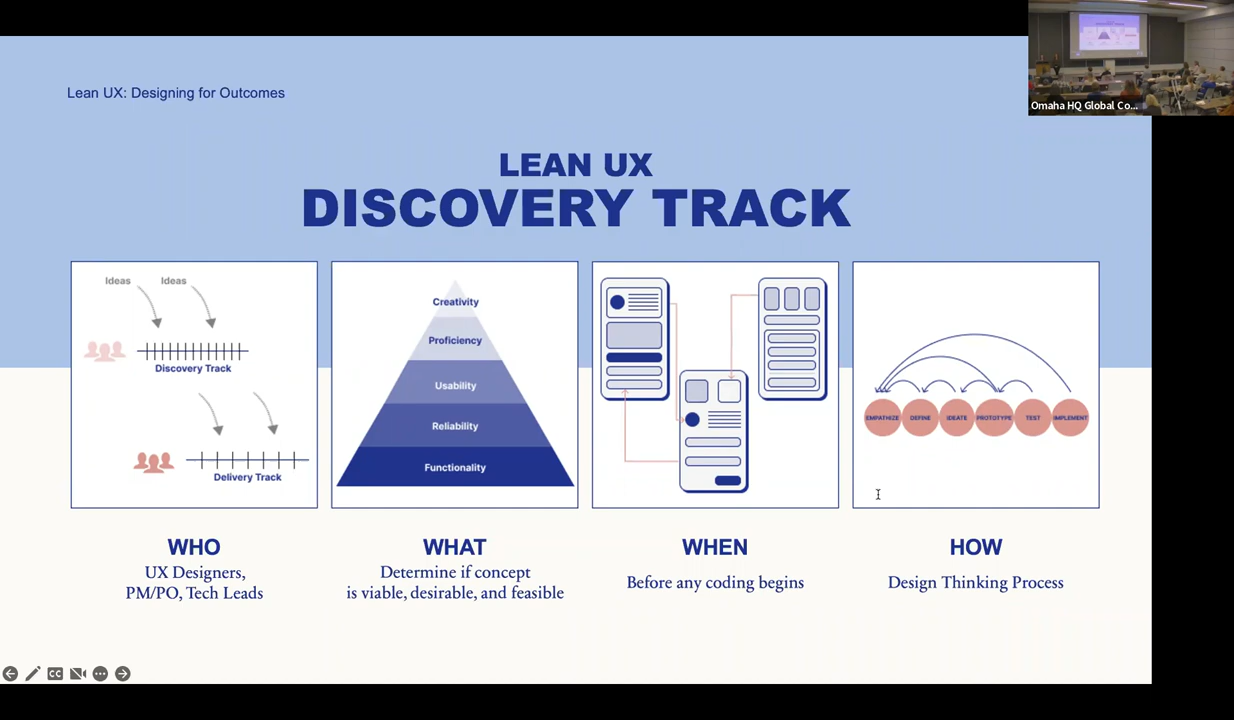 Omaha HQ Global Co...
Lean UX: Designing for Outcomes
LEAN UX
DISCOVERY TRACK
Ideas Ideas
Discovery Track
Delivery Track
Creativity
Proficiency
Usability
Reliability
Functionality
EMPATHIZE DEFINE IDEATE PROTOTYPE TEST IMPLEMENT
WHO
UX Designers,
PM/PO, Tech Leads
WHAT
Determine if concept
is viable, desirable, and feasible
WHEN
Before any coding begins
HOW
Design Thinking Process
CC